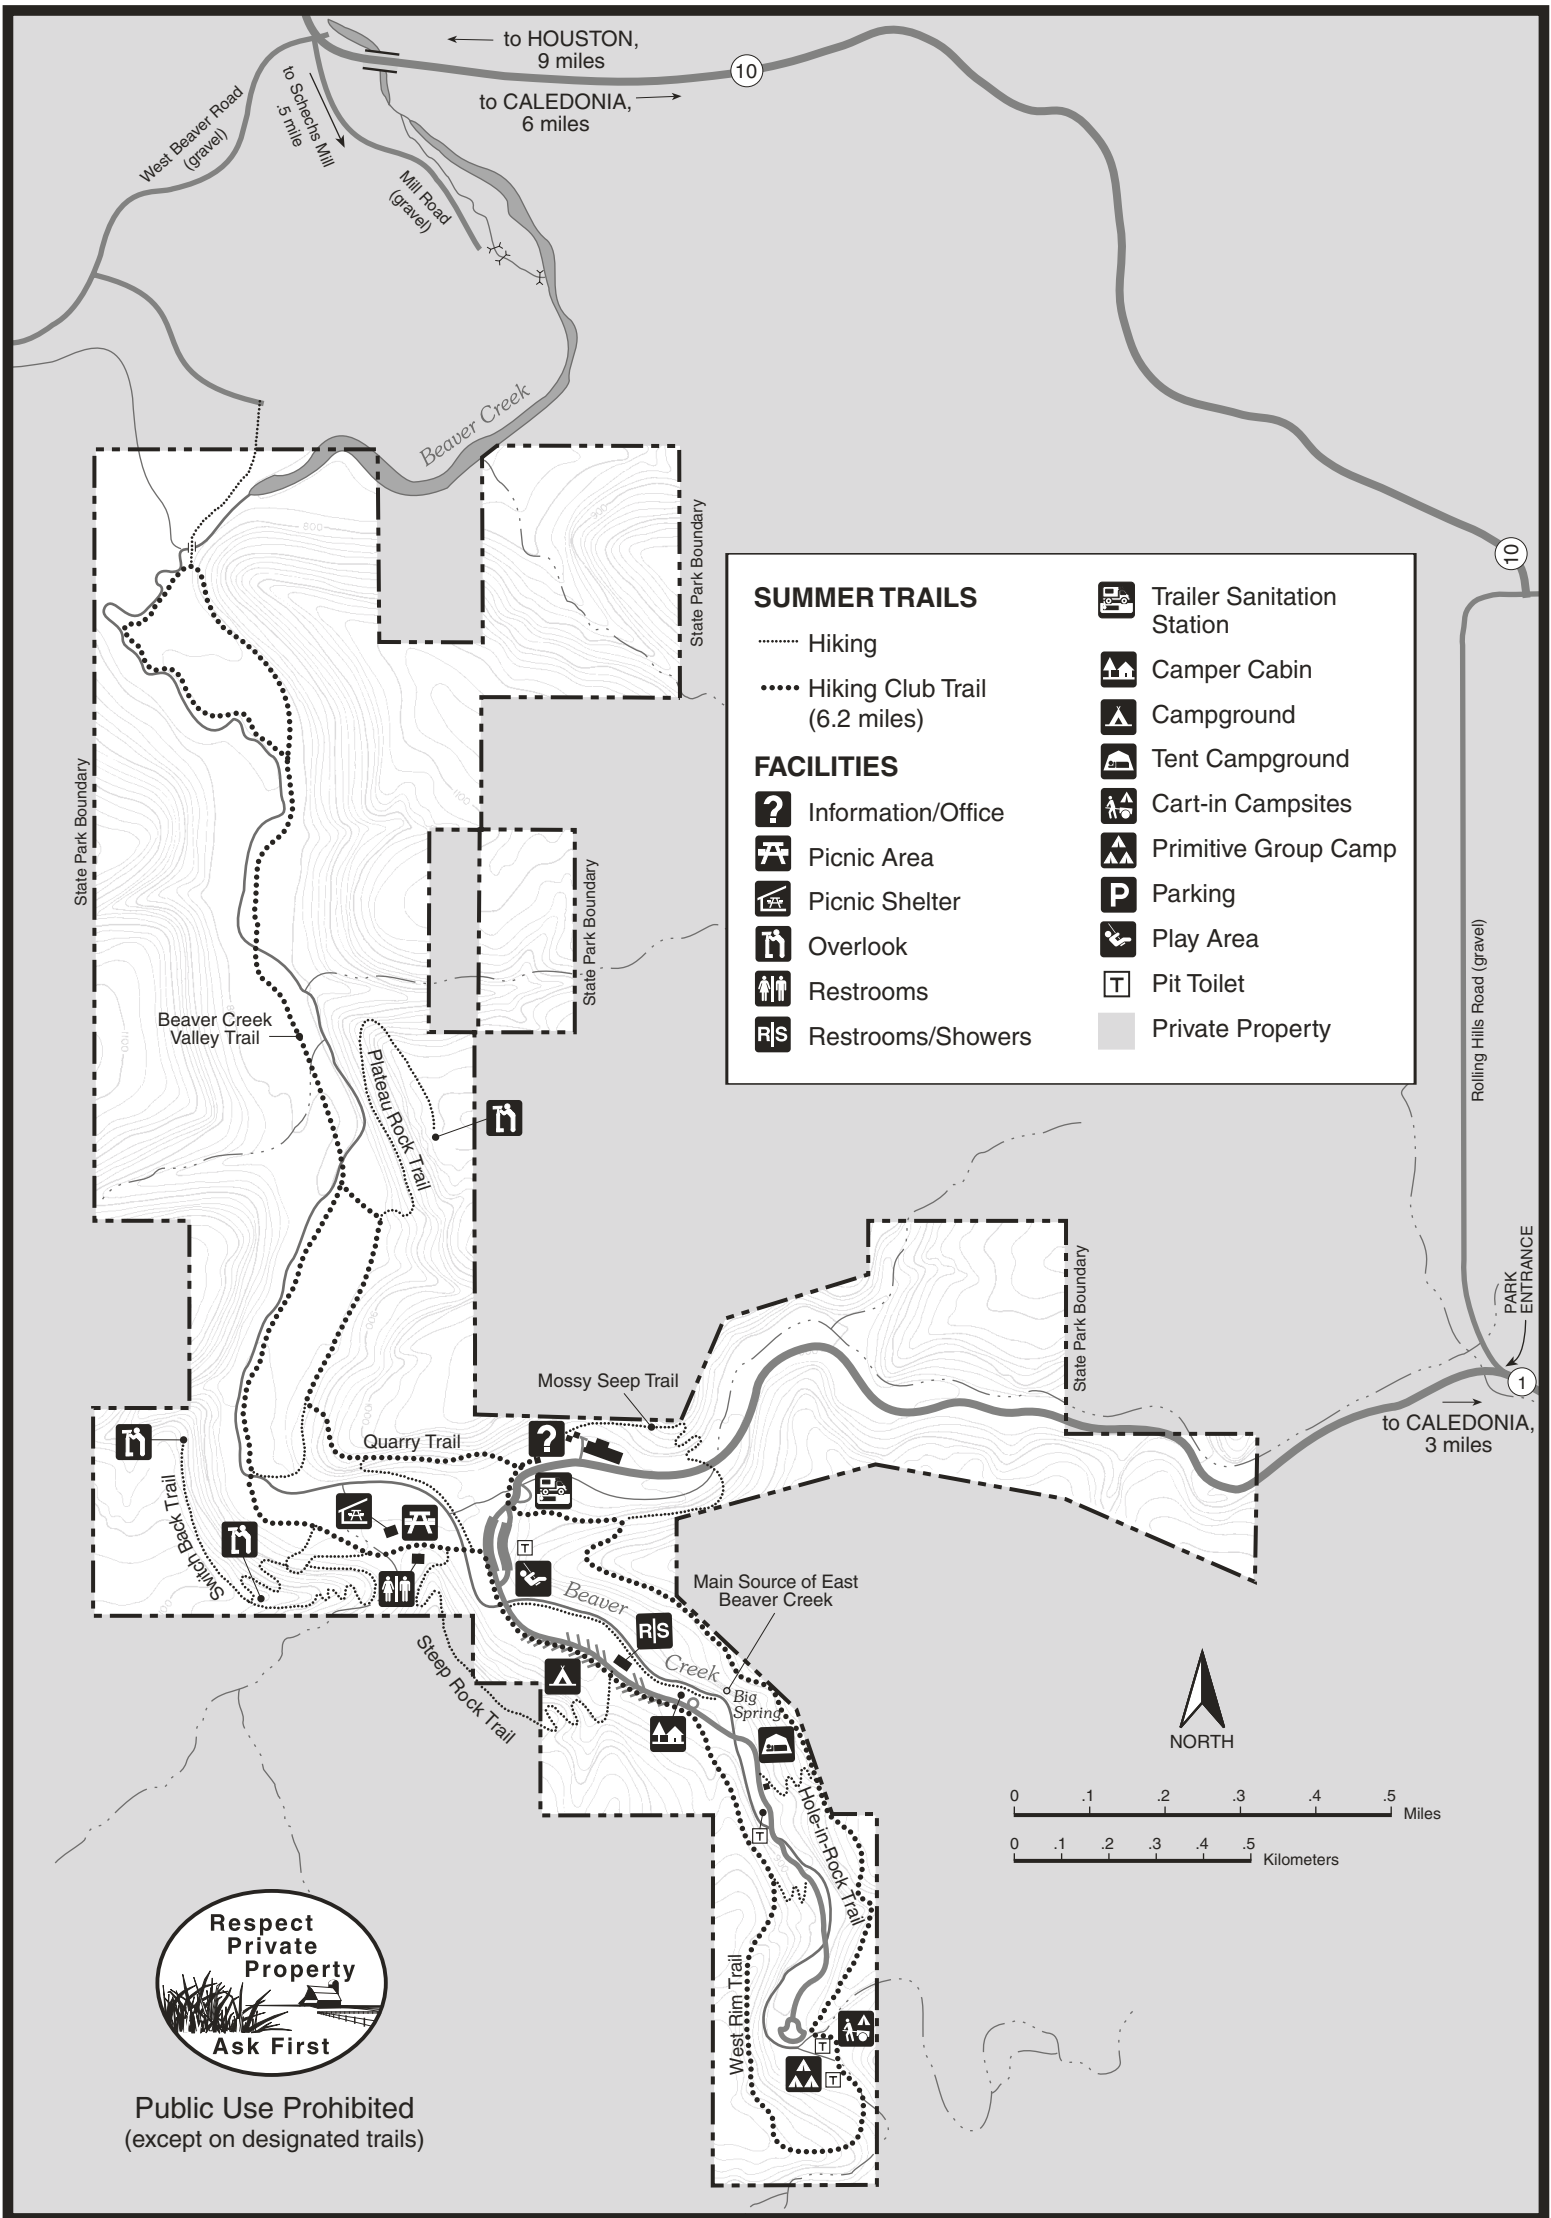 to HOUSTON,
9 miles
10
to CALEDONIA,
6 miles
West Beaver Road
(gravel)
to Schechs Mill
.5 mile
Mill Road
(gravel)
Beaver Creek
800
900
State Park Boundary
10
SUMMER TRAILS
Hiking
Hiking Club Trail
(6.2 miles)
FACILITIES
? Information/Office
Picnic Area
Picnic Shelter
Overlook
Restrooms
R|S Restrooms/Showers
Trailer Sanitation
Station
Camper Cabin
Campground
Tent Campground
Cart-in Campsites
Primitive Group Camp
P Parking
Play Area
T Pit Toilet
Private Property
State Park Boundary
1100
State Park Boundary
Rolling Hills Road (gravel)
Beaver Creek
Valley Trail
1100
Plateau Rock Trail
State Park Boundary
PARK
ENTRANCE
1
to CALEDONIA,
3 miles
Mossy Seep Trail
?
Quarry Trail
Switch Back Trail
T
Main Source of East
Beaver Creek
Beaver
Creek
R|S
Big
Spring
Steep Rock Trail
Hole-in-Rock Trail
T
West Rim Trail
T
T
NORTH
0 .1 .2 .3 .4 .5
Miles
0 .1 .2 .3 .4 .5
Kilometers
Respect
Private
Property
Ask First
Public Use Prohibited
(except on designated trails)